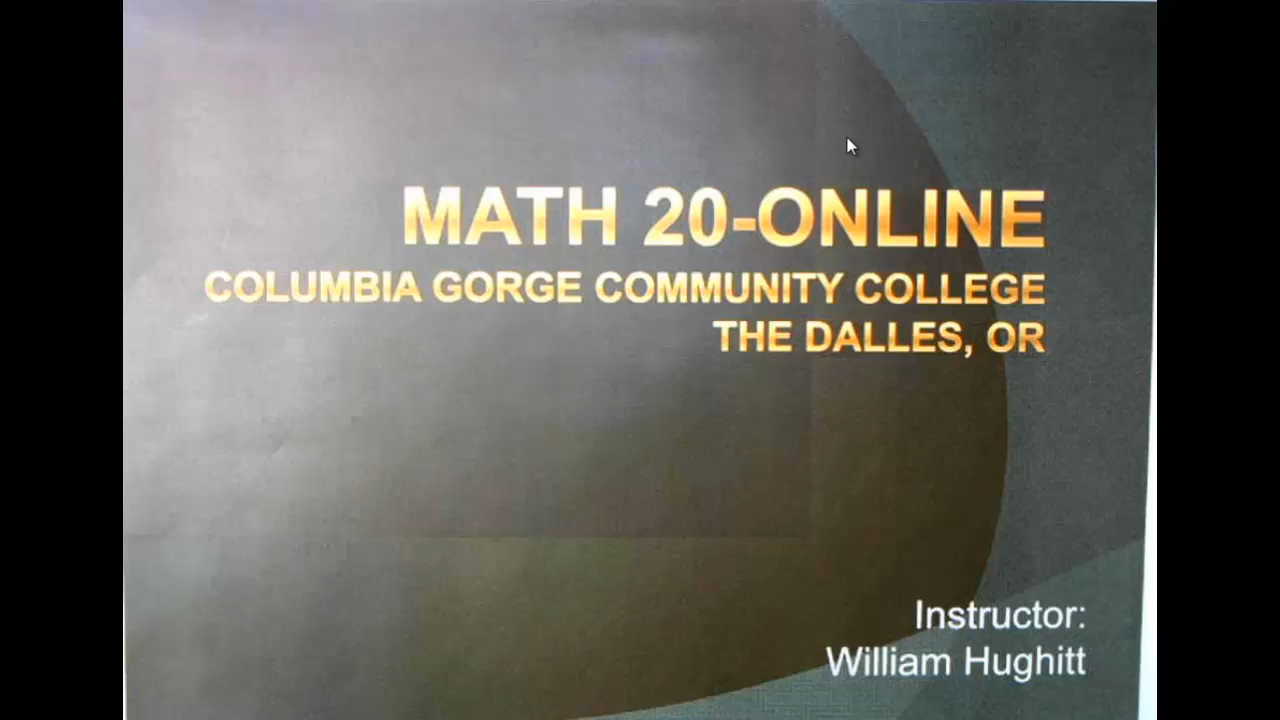 MATH 20-ONLINE
COLUMBIA GORGE COMMUNITY COLLEGE
THE DALLES, OR
Instructor:
William Hughitt